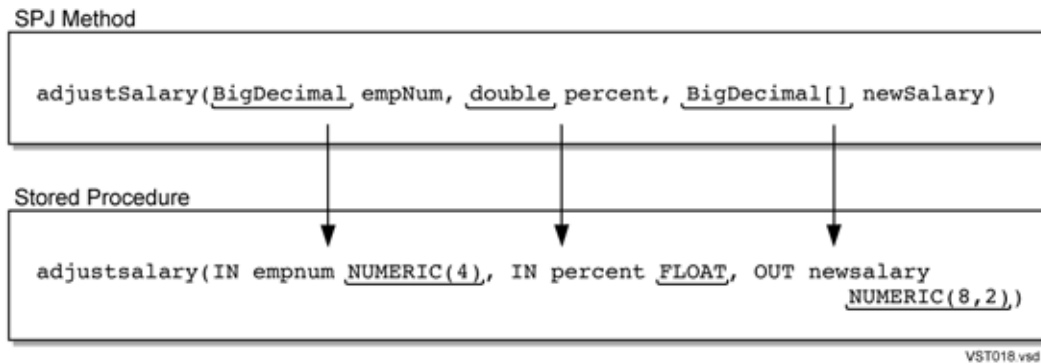 SPJ Method
adjustSalary(BigDecimal empNum, double percent, BigDecimal[] newSalary)
Stored Procedure
adjustsalary(IN empnum NUMERIC(4), IN percent FLOAT, OUT newsalary
NUMERIC(8,2))
VST018.vsd